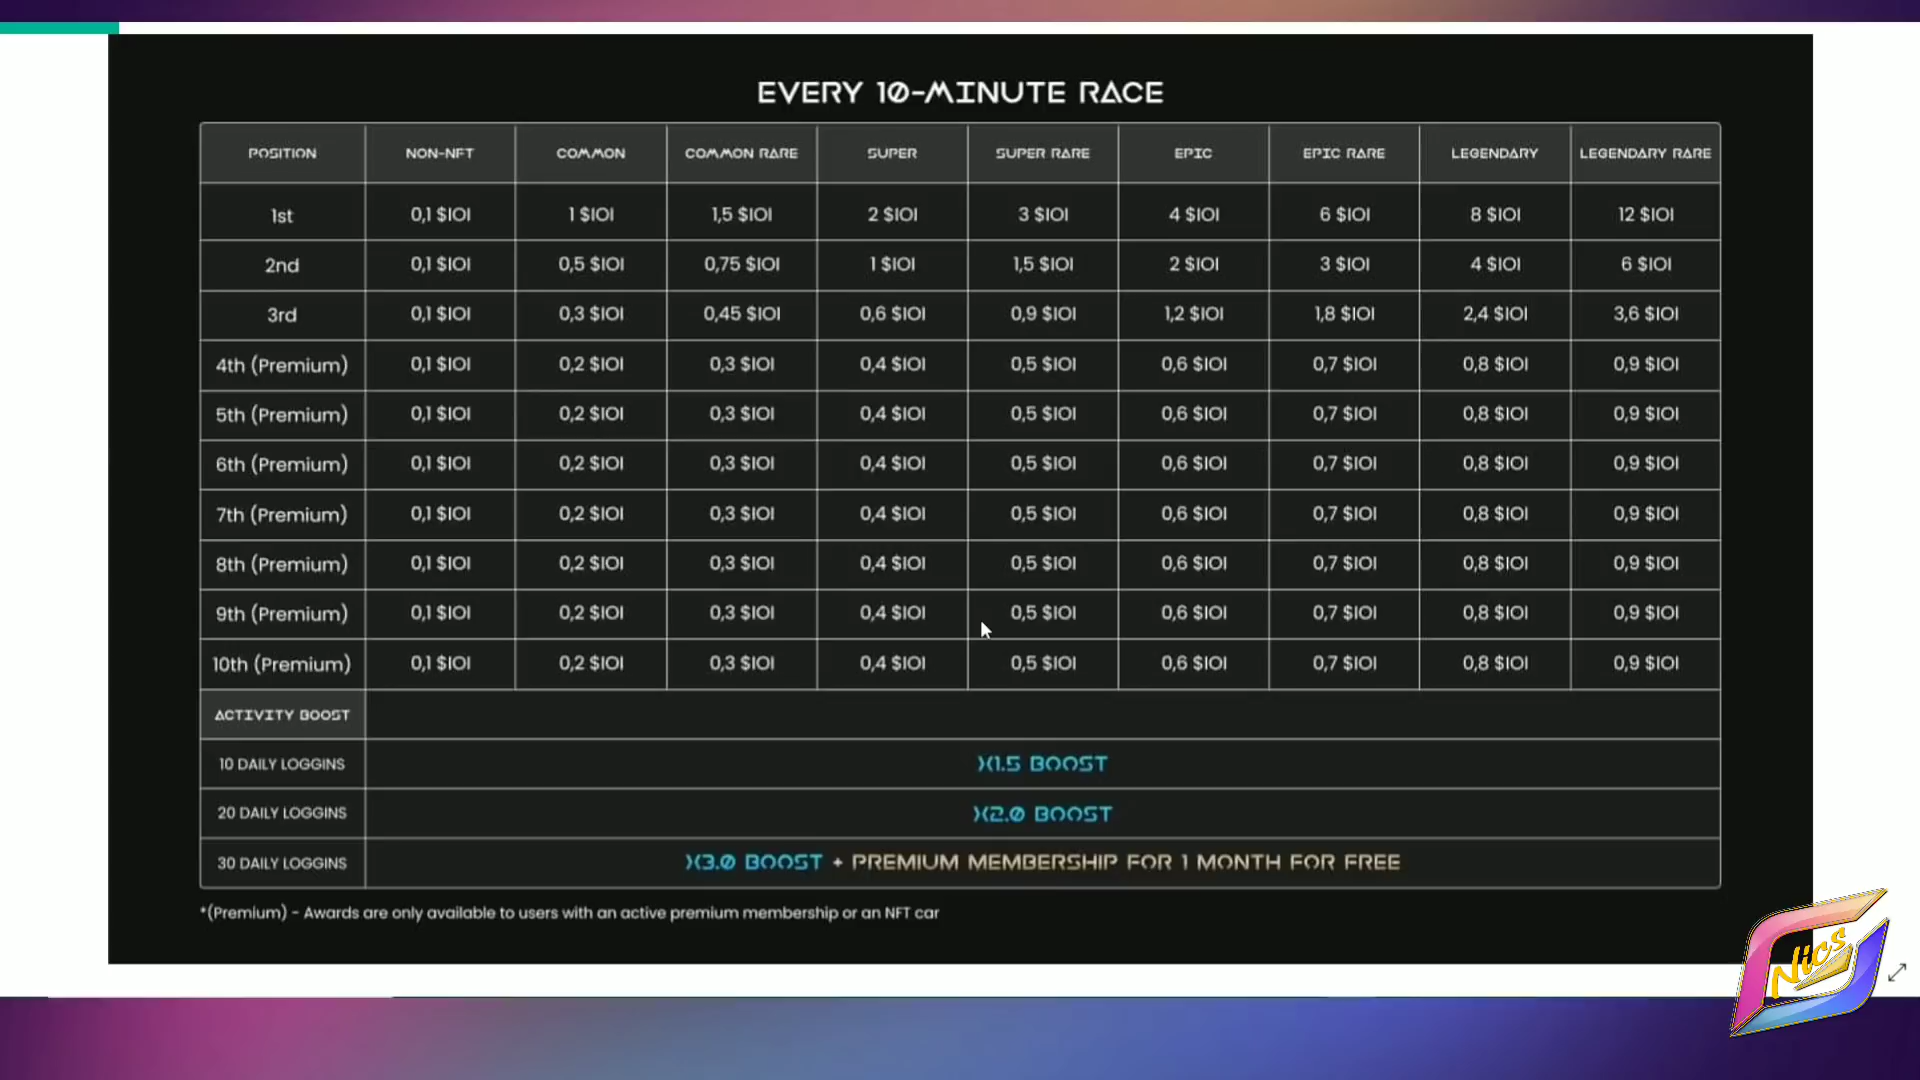 EVERY 10-MINUTE RACE
POSITION NON-NFT COMMON COMMON RARE SUPER SUPER RARE EPIC EPIC RARE LEGENDARY LEGENDARY RARE
1st 0,1 $IOI 1 $IOI 1,5 $IOI 2 $IOI 3 $IOI 4 $IOI 6 $IOI 8 $IOI 12 $IOI
2nd 0,1 $IOI 0,5 $IOI 0,75 $IOI 1 $IOI 1,5 $IOI 2 $IOI 3 $IOI 4 $IOI 6 $IOI
3rd 0,1 $IOI 0,3 $IOI 0,45 $IOI 0,6 $IOI 0,9 $IOI 1,2 $IOI 1,8 $IOI 2,4 $IOI 3,6 $IOI
4th (Premium) 0,1 $IOI 0,2 $IOI 0,3 $IOI 0,4 $IOI 0,5 $IOI 0,6 $IOI 0,7 $IOI 0,8 $IOI 0,9 $IOI
5th (Premium) 0,1 $IOI 0,2 $IOI 0,3 $IOI 0,4 $IOI 0,5 $IOI 0,6 $IOI 0,7 $IOI 0,8 $IOI 0,9 $IOI
6th (Premium) 0,1 $IOI 0,2 $IOI 0,3 $IOI 0,4 $IOI 0,5 $IOI 0,6 $IOI 0,7 $IOI 0,8 $IOI 0,9 $IOI
7th (Premium) 0,1 $IOI 0,2 $IOI 0,3 $IOI 0,4 $IOI 0,5 $IOI 0,6 $IOI 0,7 $IOI 0,8 $IOI 0,9 $IOI
8th (Premium) 0,1 $IOI 0,2 $IOI 0,3 $IOI 0,4 $IOI 0,5 $IOI 0,6 $IOI 0,7 $IOI 0,8 $IOI 0,9 $IOI
9th (Premium) 0,1 $IOI 0,2 $IOI 0,3 $IOI 0,4 $IOI 0,5 $IOI 0,6 $IOI 0,7 $IOI 0,8 $IOI 0,9 $IOI
10th (Premium) 0,1 $IOI 0,2 $IOI 0,3 $IOI 0,4 $IOI 0,5 $IOI 0,6 $IOI 0,7 $IOI 0,8 $IOI 0,9 $IOI
ACTIVITY BOOST
10 DAILY LOGGINS X1.5 BOOST
20 DAILY LOGGINS X2.0 BOOST
30 DAILY LOGGINS X3.0 BOOST + PREMIUM MEMBERSHIP FOR 1 MONTH FOR FREE
*(Premium) - Awards are only available to users with an active premium membership or an NFT car
NHCS